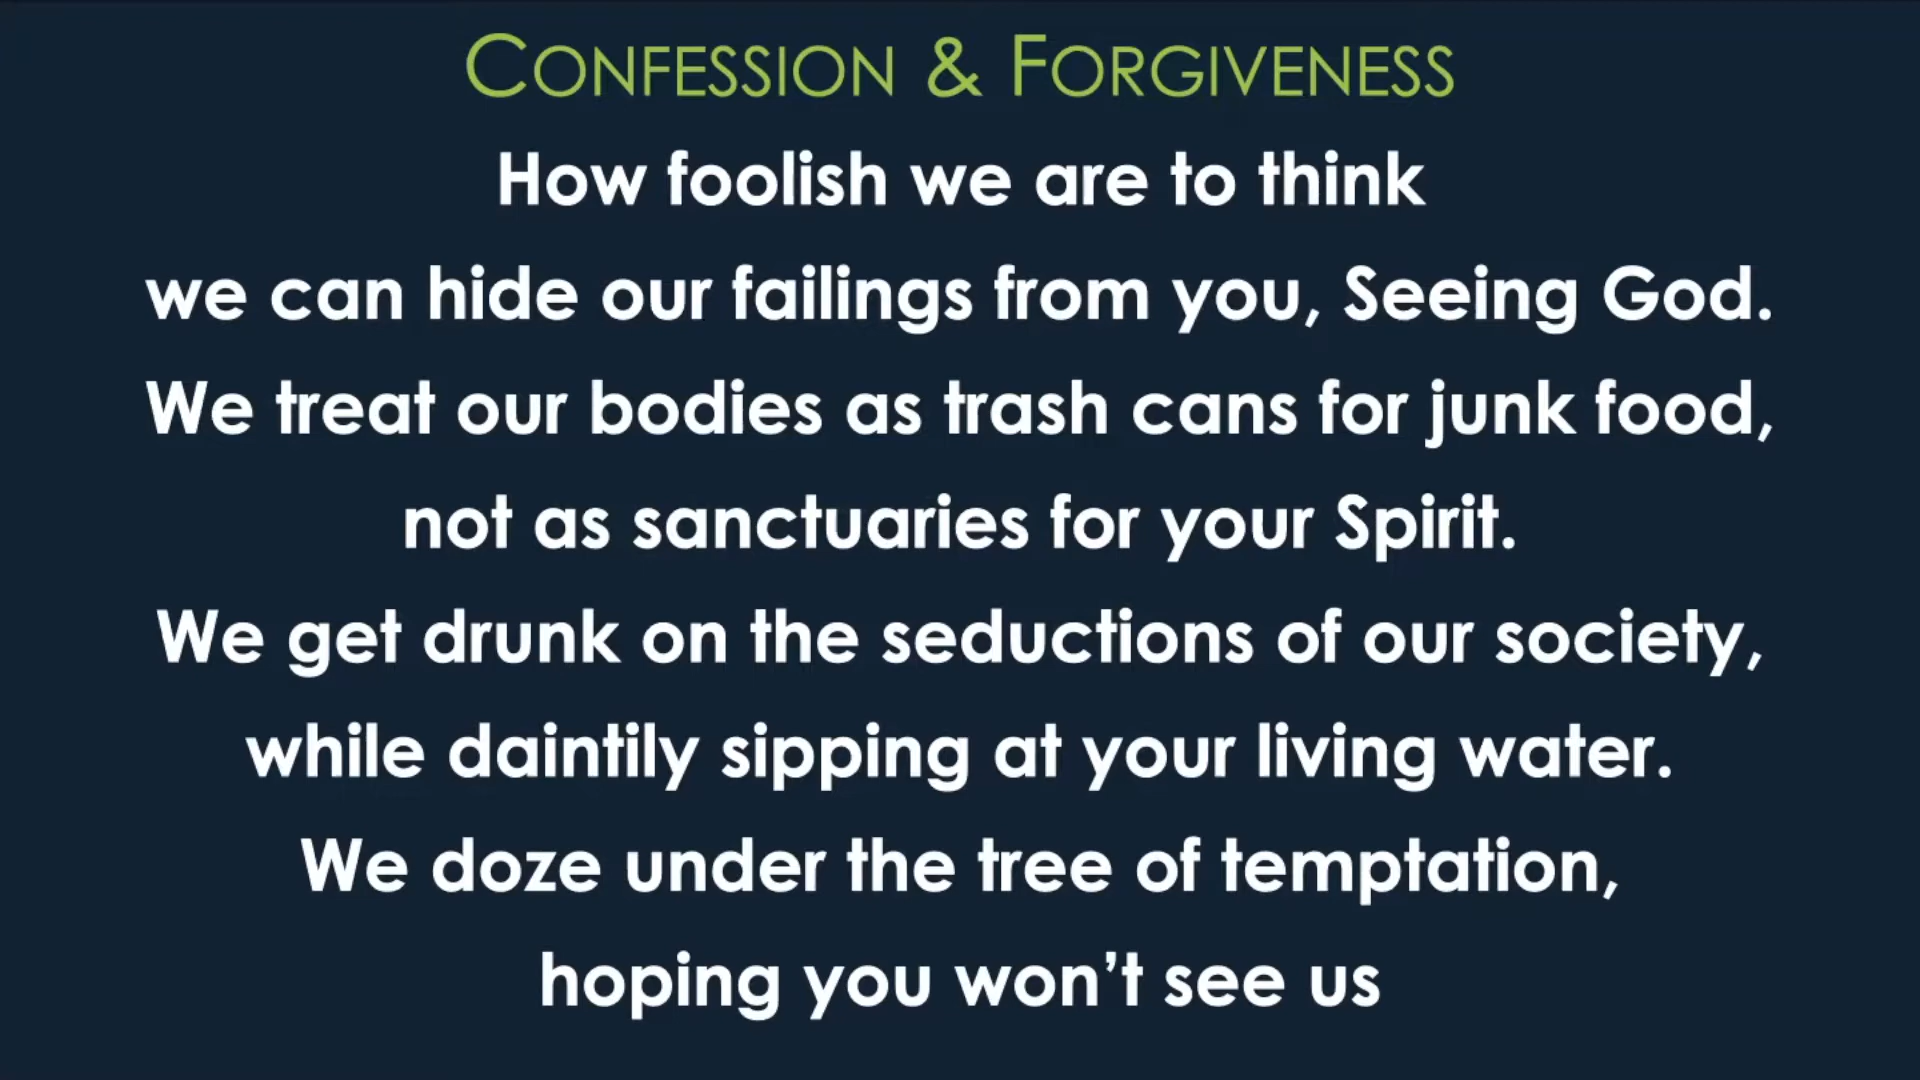 CONFESSION & FORGIVENESS
How foolish we are to think
we can hide our failings from you, Seeing God.
We treat our bodies as trash cans for junk food,
not as sanctuaries for your Spirit.
We get drunk on the seductions of our society,
while daintily sipping at your living water.
We doze under the tree of temptation,
hoping you won’t see us